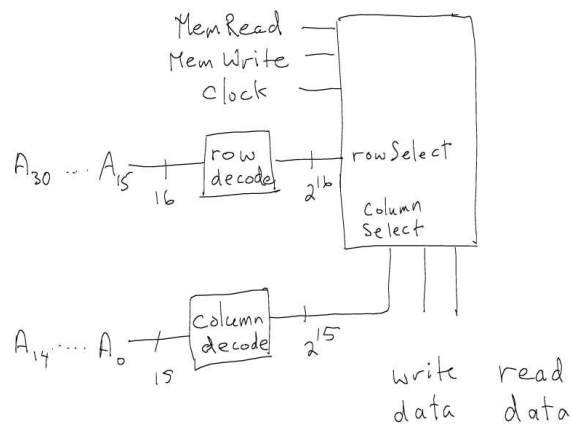 MemRead
MemWrite
Clock
A30 ... A15
16
row
decode
2^16
rowSelect
Column
Select
A14 ..... A0
15
Column
decode
2^15
write
data
read
data